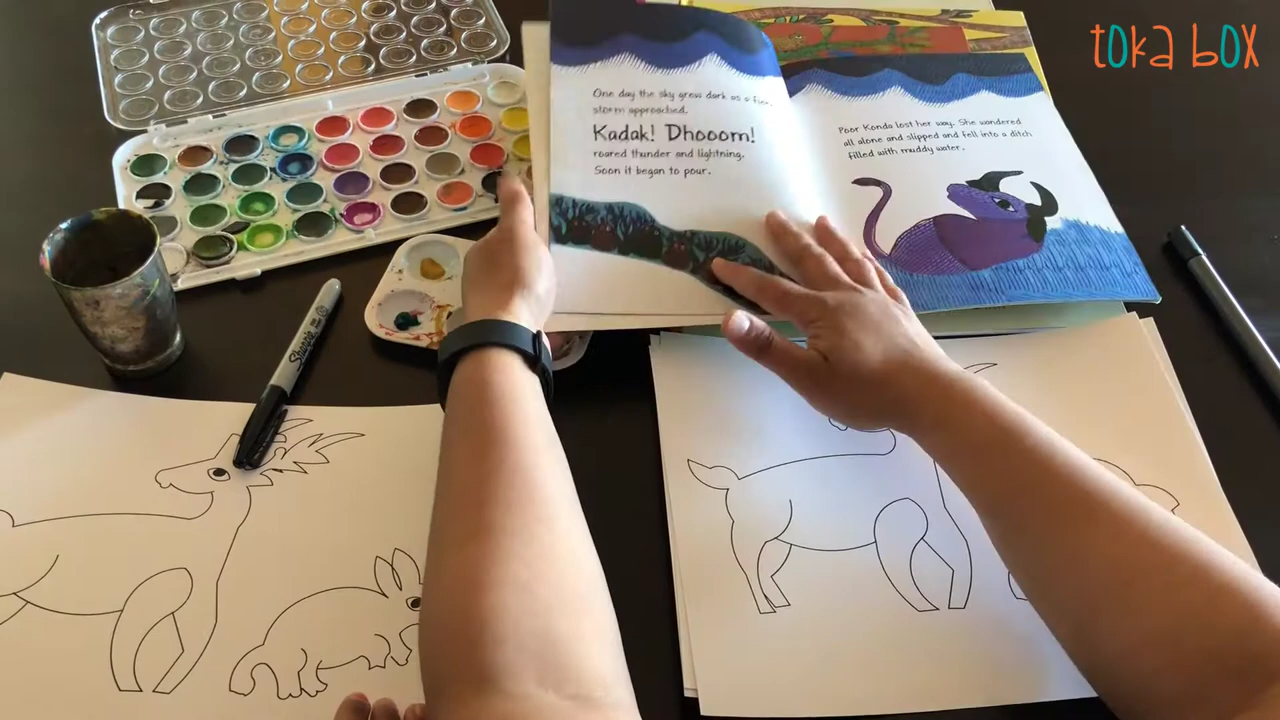 toka box
One day the sky grew dark as a
storm approached.
Kadak! Dhooom!
roared thunder and lightning.
Soon it began to pour.
Poor Konda lost her way. She wandered
all alone and slipped and fell into a ditch
filled with muddy water.
Sharpie